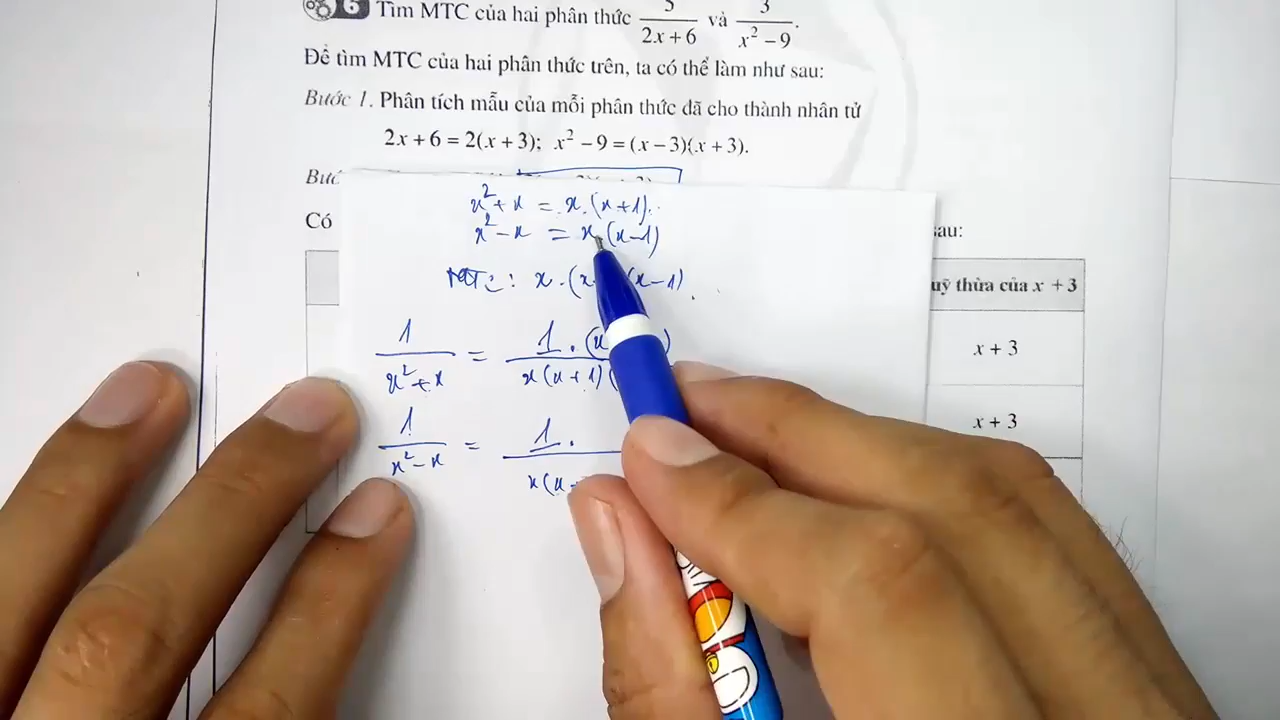 6 Tìm MTC của hai phân thức 5/(2x + 6) và 3/(x² − 9).
Để tìm MTC của hai phân thức trên, ta có thể làm như sau:
Bước 1. Phân tích mẫu của mỗi phân thức đã cho thành nhân tử
2x + 6 = 2(x + 3); x² − 9 = (x − 3)(x + 3).
x² + x = x.(x + 1).
x² − x = x.(x − 1)
Có
sau:
MTC: x.(x (x − 1)
uỹ thừa của x + 3
1/(x² + x) = 1.( / x(x + 1)(
x + 3
1/(x² − x) = 1. / x(x
x + 3